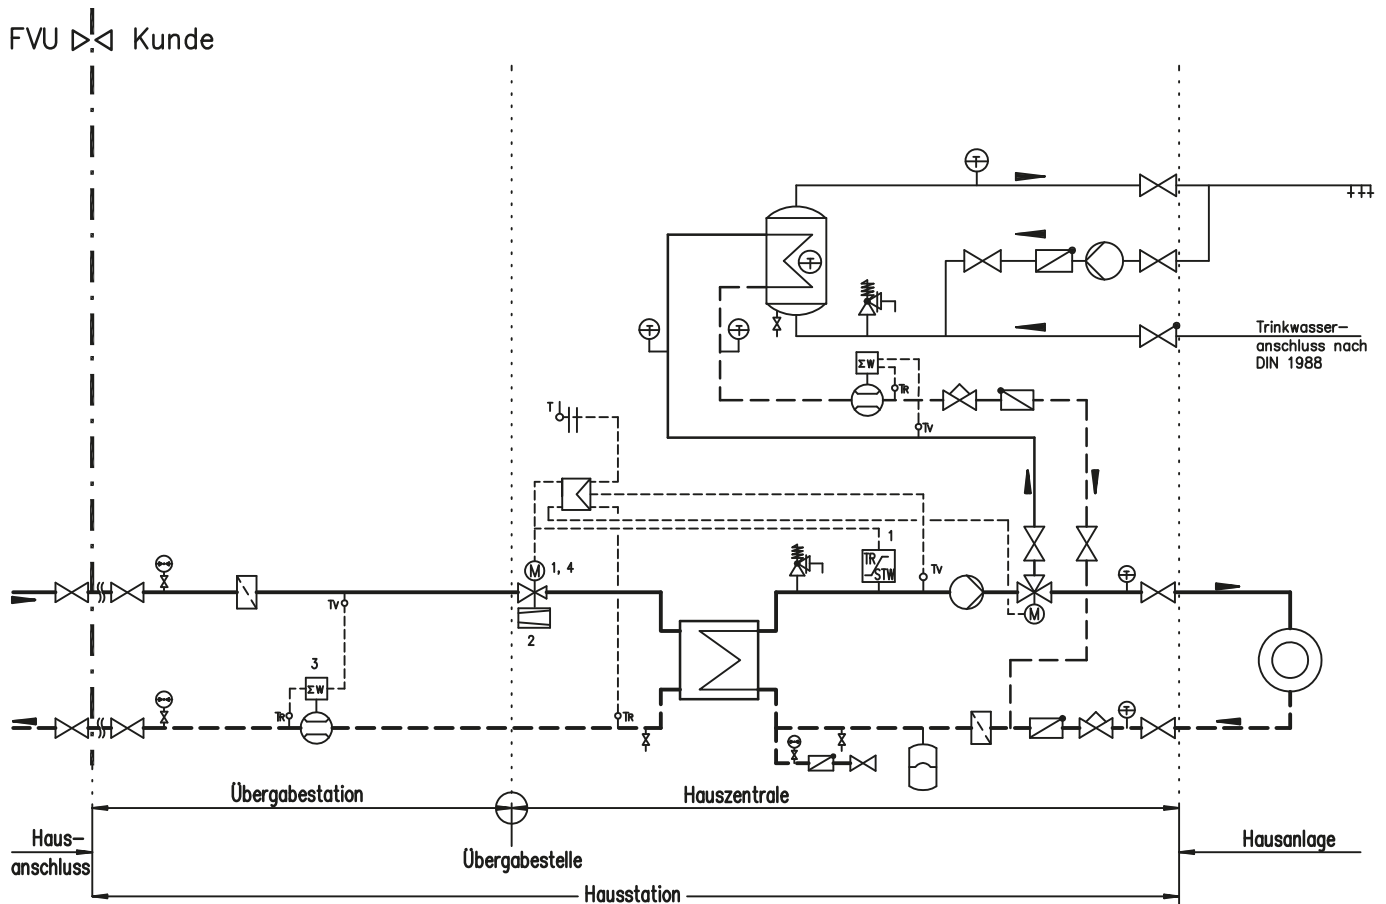 FVU Kunde
T
T
Trinkwasser-
anschluss nach
DIN 1988
T
T
ΣW
TR
T
TV
1
TR
STW
TV
T
M
1, 4
M
TV
2
3
ΣW
TR
TR
T
Übergabestation
Hauszentrale
Haus-
anschluss
Übergabestelle
Hausanlage
Hausstation